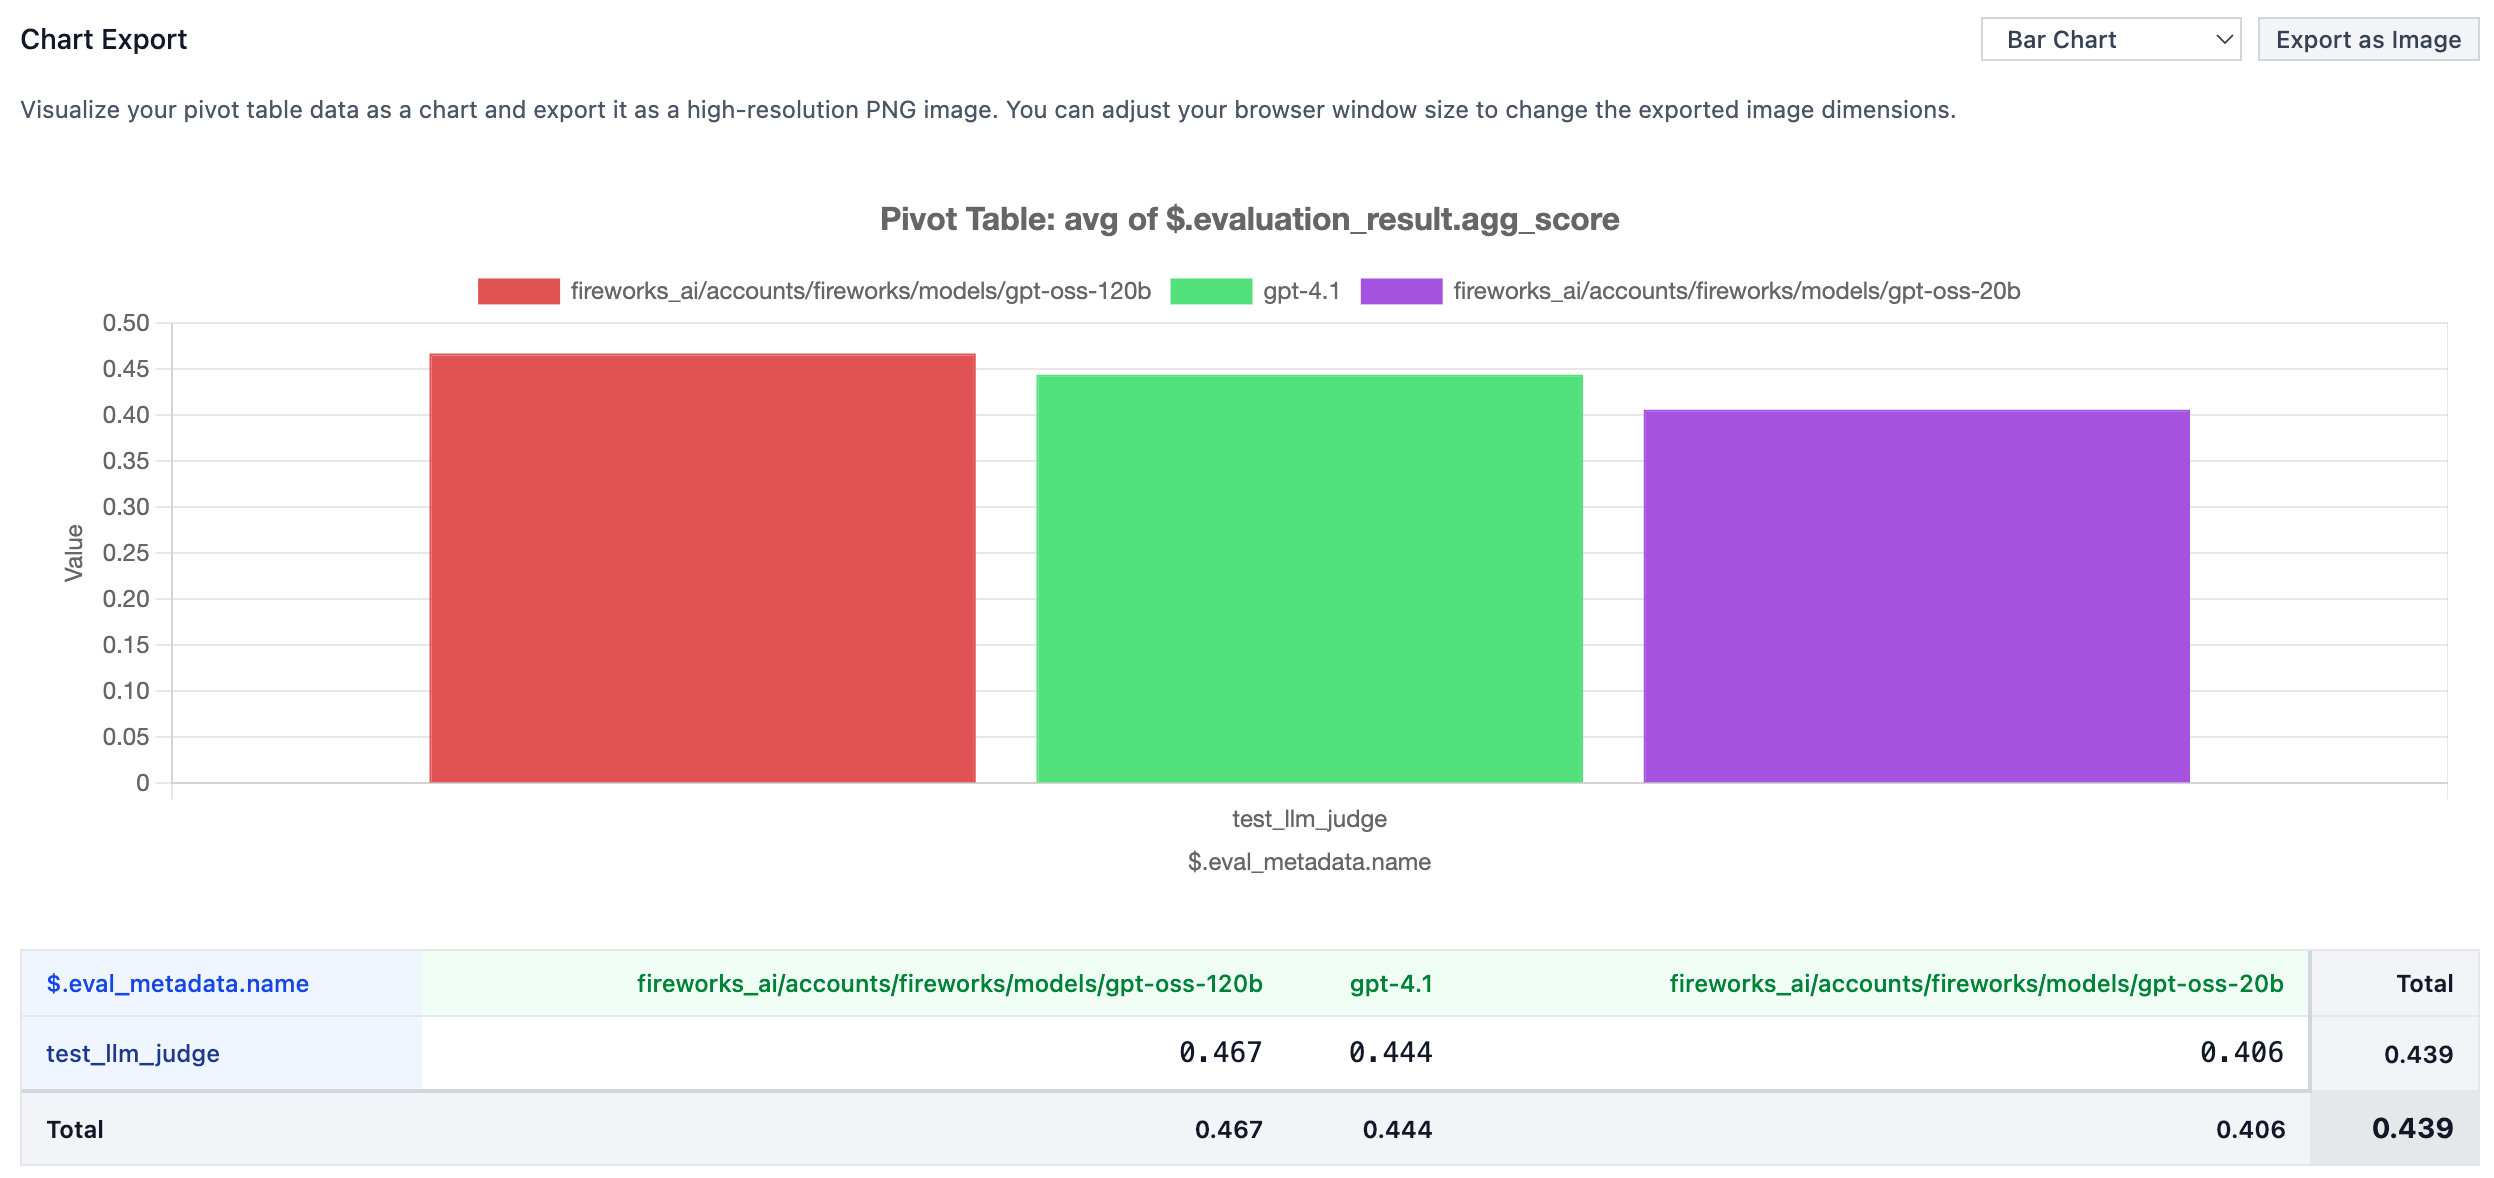 Chart Export
Bar Chart
Export as Image
Visualize your pivot table data as a chart and export it as a high-resolution PNG image. You can adjust your browser window size to change the exported image dimensions.
Pivot Table: avg of $.evaluation_result.agg_score
fireworks_ai/accounts/fireworks/models/gpt-oss-120b gpt-4.1 fireworks_ai/accounts/fireworks/models/gpt-oss-20b
0.50
0.45
0.40
0.35
0.30
0.25
0.20
0.15
0.10
0.05
0
Value
test_llm_judge
$.eval_metadata.name
$.eval_metadata.name fireworks_ai/accounts/fireworks/models/gpt-oss-120b gpt-4.1 fireworks_ai/accounts/fireworks/models/gpt-oss-20b Total
test_llm_judge 0.467 0.444 0.406 0.439
Total 0.467 0.444 0.406 0.439